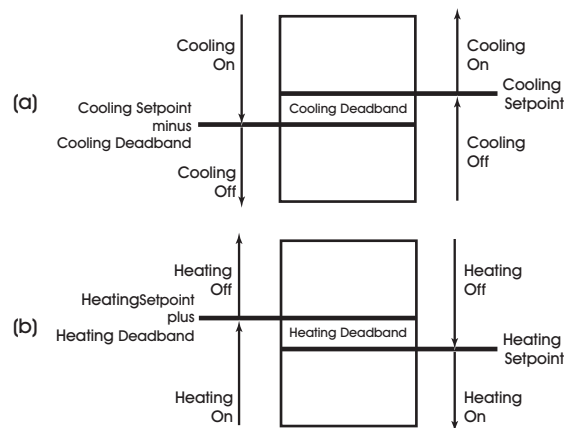 (a)
Cooling
On
Cooling Setpoint
minus
Cooling Deadband
Cooling
Off
Cooling Deadband
Cooling
On
Cooling
Setpoint
Cooling
Off
(b)
Heating
Off
HeatingSetpoint
plus
Heating Deadband
Heating
On
Heating Deadband
Heating
Off
Heating
Setpoint
Heating
On